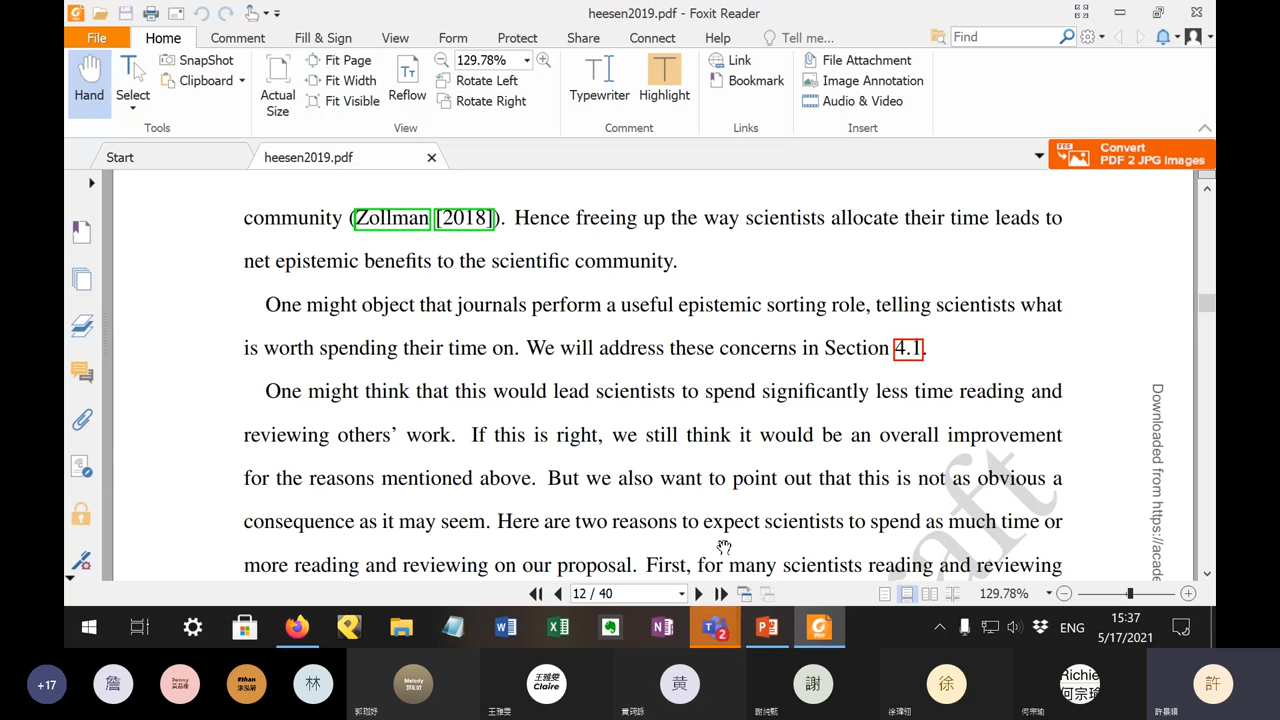 heesen2019.pdf - Foxit Reader
File Home Comment Fill & Sign View Form Protect Share Connect Help Tell me... Find
Hand
Select
SnapShot
Clipboard
Tools
Actual
Size
Fit Page
Fit Width
Fit Visible
Reflow
129.78%
Rotate Left
Rotate Right
View
Typewriter
Highlight
Comment
Link
Bookmark
Links
File Attachment
Image Annotation
Audio & Video
Insert
Start heesen2019.pdf
Convert
PDF 2 JPG Images
community (Zollman [2018]). Hence freeing up the way scientists allocate their time leads to
net epistemic benefits to the scientific community.
One might object that journals perform a useful epistemic sorting role, telling scientists what
is worth spending their time on. We will address these concerns in Section 4.1.
One might think that this would lead scientists to spend significantly less time reading and
reviewing others' work. If this is right, we still think it would be an overall improvement
for the reasons mentioned above. But we also want to point out that this is not as obvious a
consequence as it may seem. Here are two reasons to expect scientists to spend as much time or
more reading and reviewing on our proposal. First, for many scientists reading and reviewing
Downloaded from https://acade
12 / 40
129.78%
ENG
15:37
5/17/2021
+17
詹
Ethan
林
Melody
王雅雯
Claire
王雅雯
黄
謝
徐
Richie
何宗瑜
何宗瑜
許